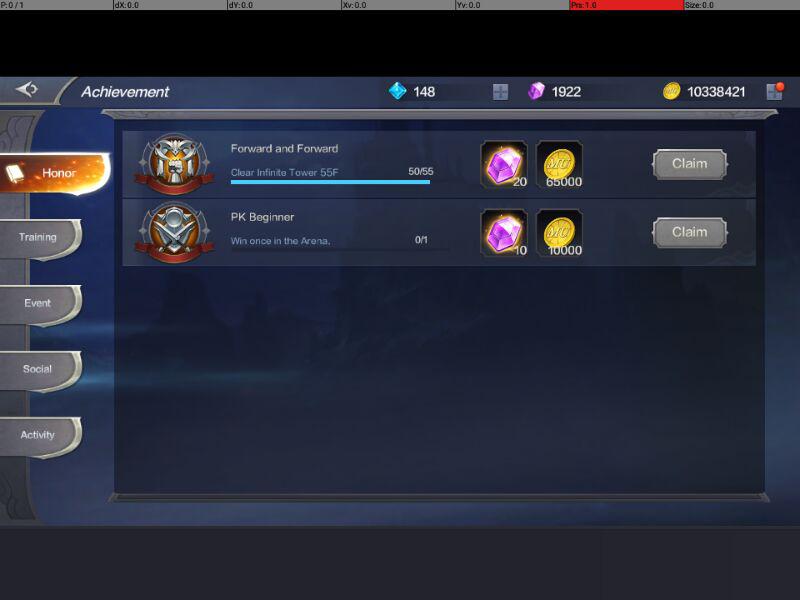 P: 0 / 1 dX: 0.0 dY: 0.0 Xv: 0.0 Yv: 0.0 Prs: 1.0 Size: 0.0
Achievement 148 1922 10338421
Honor
Training
Event
Social
Activity
Forward and Forward
Clear Infinite Tower 55F 50/55
20 65000
Claim
PK Beginner
Win once in the Arena. 0/1
10 10000
Claim